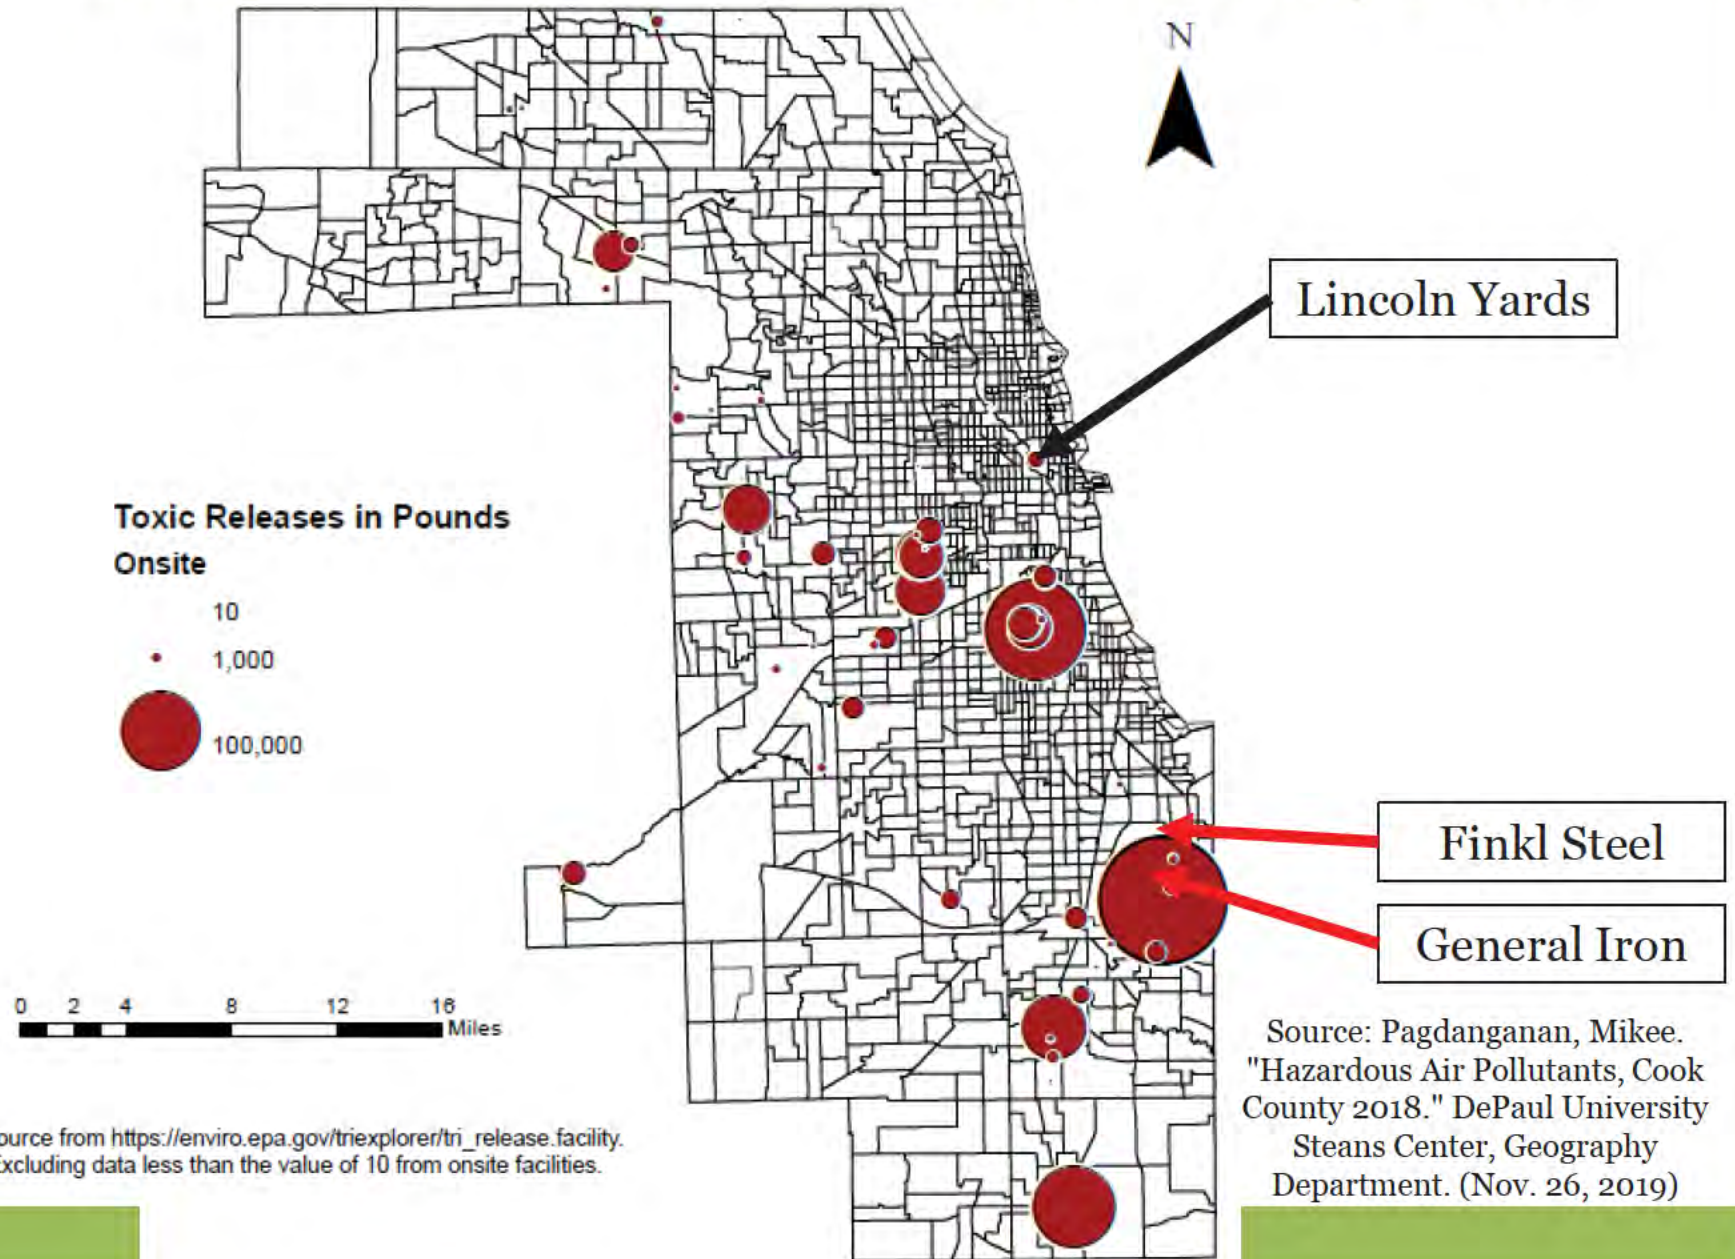 N
Lincoln Yards
Toxic Releases in Pounds
Onsite
10
1,000
100,000
Finkl Steel
General Iron
0 2 4 8 12 16
Miles
Source: Pagdanganan, Mikee.
"Hazardous Air Pollutants, Cook
County 2018." DePaul University
Steans Center, Geography
Department. (Nov. 26, 2019)
ource from https://enviro.epa.gov/triexplorer/tri_release.facility.
xcluding data less than the value of 10 from onsite facilities.